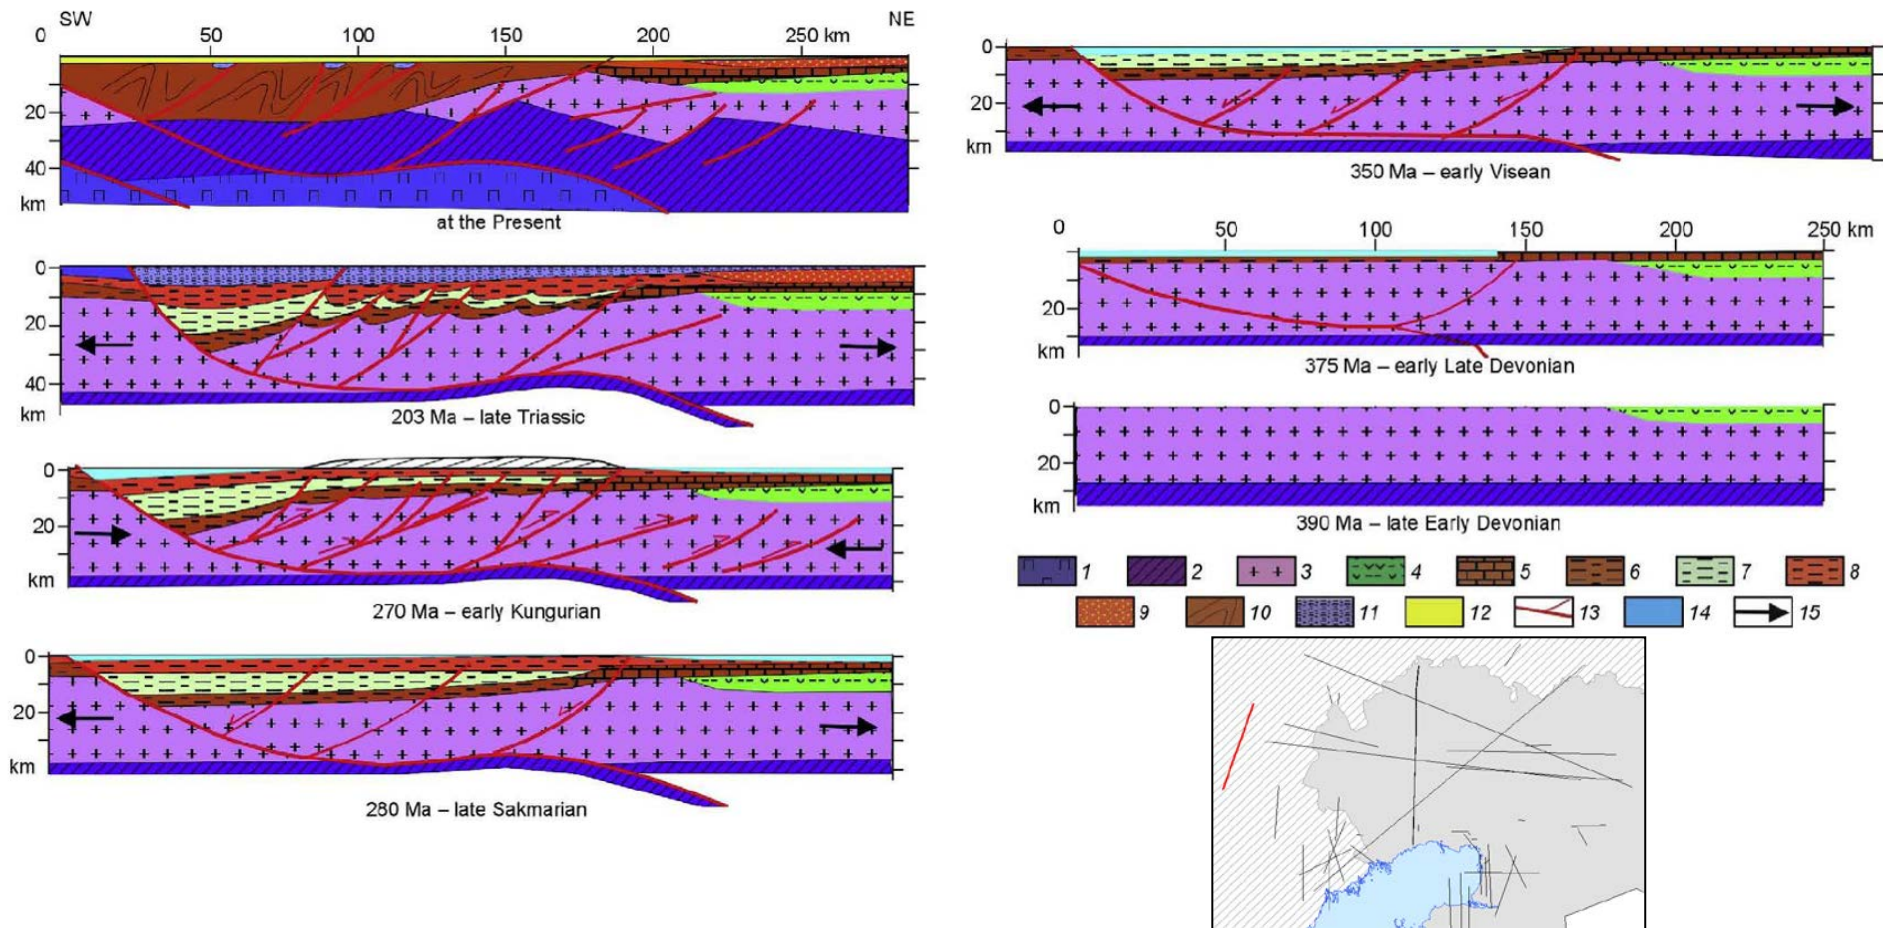 SW NE
0 50 100 150 200 250 km
20
40
km
at the Present
0
20
40
km
203 Ma – late Triassic
0
20
km
270 Ma – early Kungurian
0
20
km
280 Ma – late Sakmarian
0
20
km
350 Ma – early Visean
0 50 100 150 200 250 km
20
km
375 Ma – early Late Devonian
0
20
km
390 Ma – late Early Devonian
1 2 3 4 5 6 7 8
9 10 11 12 13 14 15